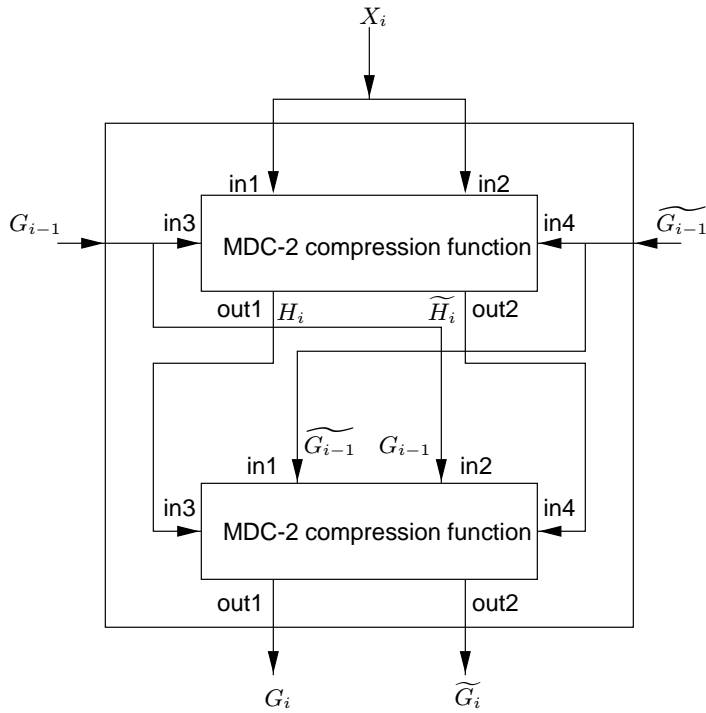 $X_i$
in1 in2
$G_{i-1}$ in3 in4 $\widetilde{G_{i-1}}$
MDC-2 compression function
out1 $H_i$ $\widetilde{H_i}$ out2
$\widetilde{G_{i-1}}$ $G_{i-1}$
in1 in2
in3 in4
MDC-2 compression function
out1 out2
$G_i$ $\widetilde{G_i}$